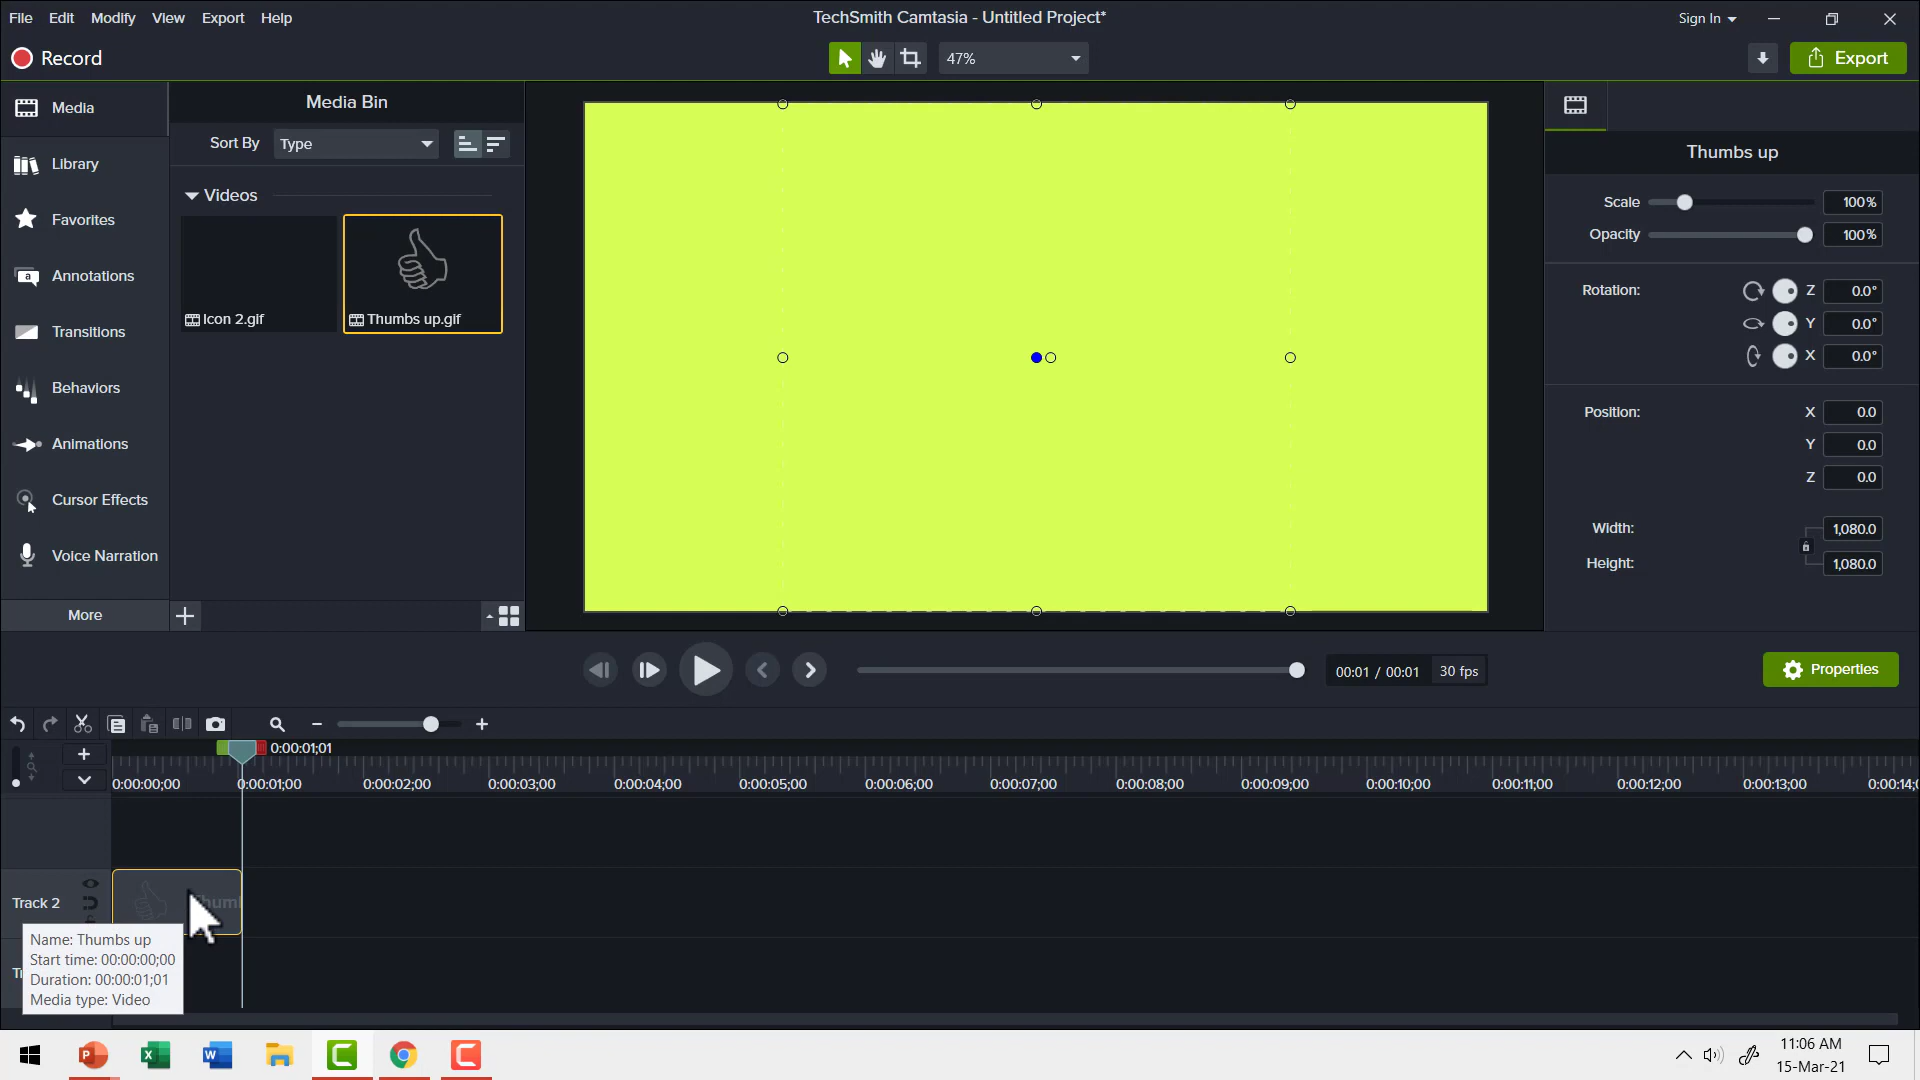 File Edit Modify View Export Help
TechSmith Camtasia - Untitled Project*
Sign In
Record
47%
Export
Media
Library
Favorites
Annotations
Transitions
Behaviors
Animations
Cursor Effects
Voice Narration
More
Media Bin
Sort By Type
Videos
Icon 2.gif
Thumbs up.gif
Thumbs up
Scale 100%
Opacity 100%
Rotation: Z 0.0°
Y 0.0°
X 0.0°
Position: X 0.0
Y 0.0
Z 0.0
Width: 1,080.0
Height: 1,080.0
00:01 / 00:01 30 fps
Properties
0:00:01;01
0:00:00;00 0:00:01;00 0:00:02;00 0:00:03;00 0:00:04;00 0:00:05;00 0:00:06;00 0:00:07;00 0:00:08;00 0:00:09;00 0:00:10;00 0:00:11;00 0:00:12;00 0:00:13;00 0:00:14;
Track 2
Name: Thumbs up
Start time: 00:00:00;00
Duration: 00:00:01;01
Media type: Video
11:06 AM
15-Mar-21